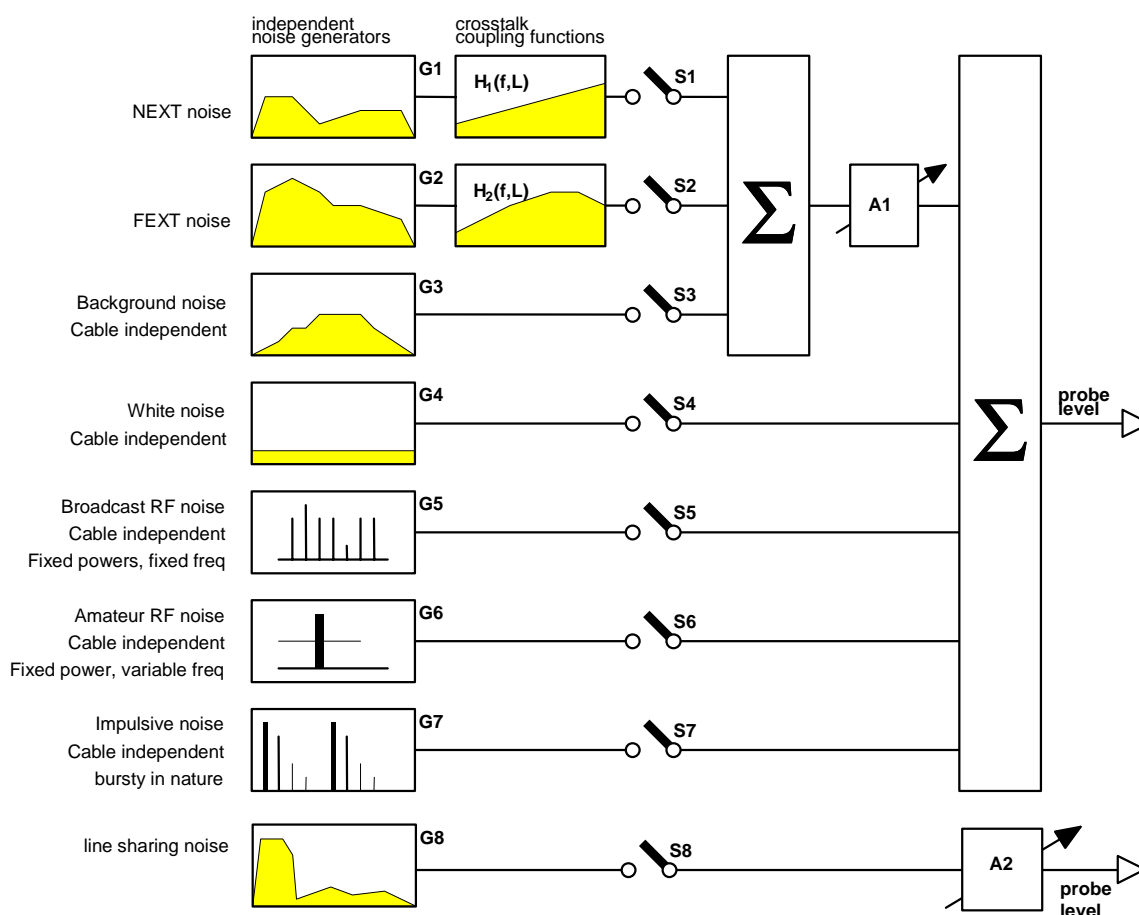 independent
noise generators
crosstalk
coupling functions
NEXT noise
G1
H1(f,L)
S1
FEXT noise
G2
H2(f,L)
S2
Σ
A1
Background noise
Cable independent
G3
S3
White noise
Cable independent
G4
S4
Σ
probe
level
Broadcast RF noise
Cable independent
Fixed powers, fixed freq
G5
S5
Amateur RF noise
Cable independent
Fixed power, variable freq
G6
S6
Impulsive noise
Cable independent
bursty in nature
G7
S7
line sharing noise
G8
S8
A2
probe
level